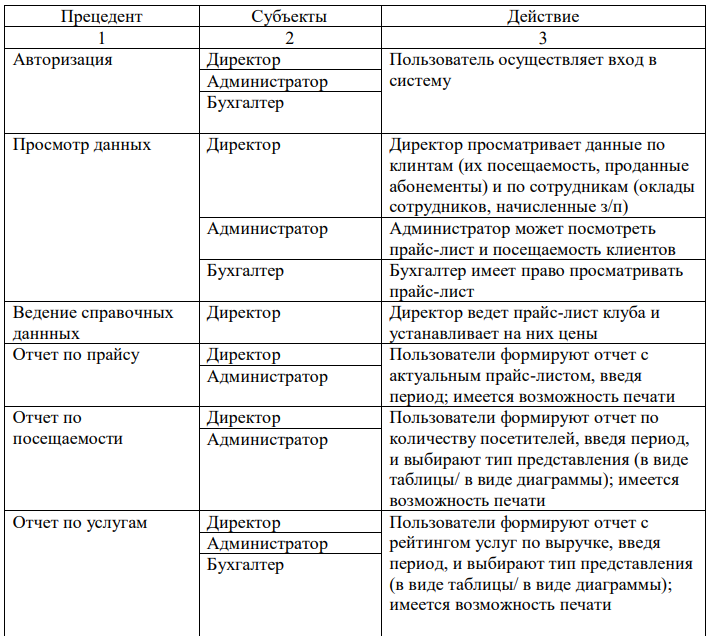 Прецедент Субъекты Действие
1 2 3
Авторизация
Директор
Администратор
Бухгалтер
Пользователь осуществляет вход в
систему
Просмотр данных
Директор
Директор просматривает данные по
клинтам (их посещаемость, проданные
абонементы) и по сотрудникам (оклады
сотрудников, начисленные з/п)
Администратор
Администратор может посмотреть
прайс-лист и посещаемость клиентов
Бухгалтер
Бухгалтер имеет право просматривать
прайс-лист
Ведение справочных
даннных
Директор
Директор ведет прайс-лист клуба и
устанавливает на них цены
Отчет по прайсу
Директор
Администратор
Пользователи формируют отчет с
актуальным прайс-листом, введя
период; имеется возможность печати
Отчет по
посещаемости
Директор
Администратор
Пользователи формируют отчет по
количеству посетителей, введя период,
и выбирают тип представления (в виде
таблицы/ в виде диаграммы); имеется
возможность печати
Отчет по услугам
Директор
Администратор
Бухгалтер
Пользователи формируют отчет с
рейтингом услуг по выручке, введя
период, и выбирают тип представления
(в виде таблицы/ в виде диаграммы);
имеется возможность печати